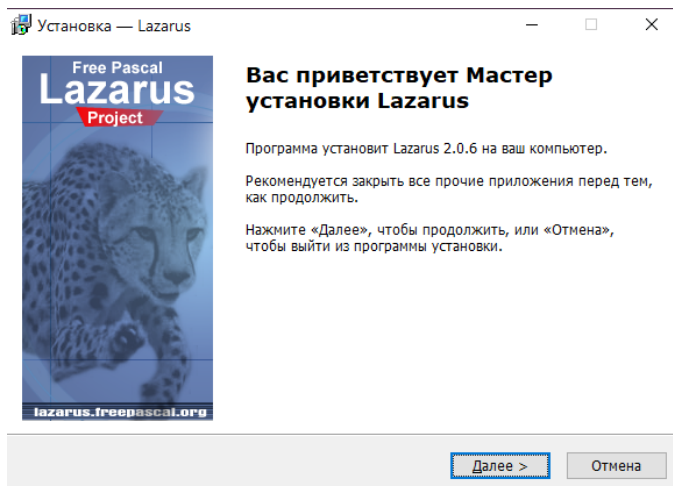 Установка — Lazarus
Free Pascal
Lazarus
Project
lazarus.freepascal.org
Вас приветствует Мастер
установки Lazarus
Программа установит Lazarus 2.0.6 на ваш компьютер.
Рекомендуется закрыть все прочие приложения перед тем,
как продолжить.
Нажмите «Далее», чтобы продолжить, или «Отмена»,
чтобы выйти из программы установки.
Далее >
Отмена